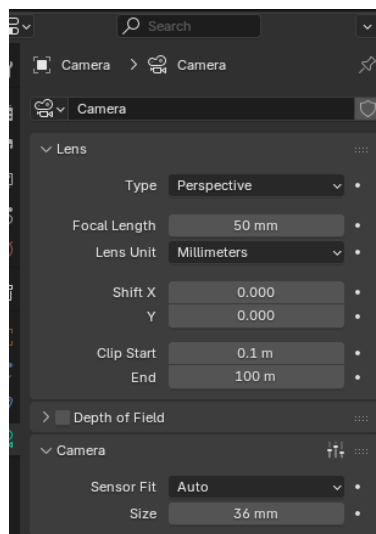 Search
Camera > Camera
Camera
Lens
Type Perspective
Focal Length 50 mm
Lens Unit Millimeters
Shift X 0.000
Y 0.000
Clip Start 0.1 m
End 100 m
Depth of Field
Camera
Sensor Fit Auto
Size 36 mm